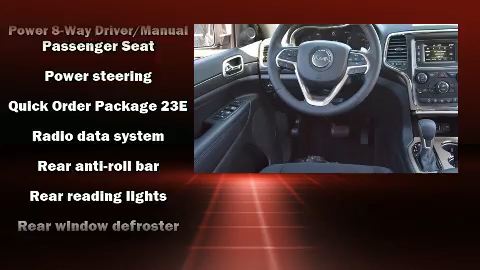 Power 8-Way Driver/Manual
Passenger Seat
Power steering
Quick Order Package 23E
Radio data system
Rear anti-roll bar
Rear reading lights
Rear window defroster